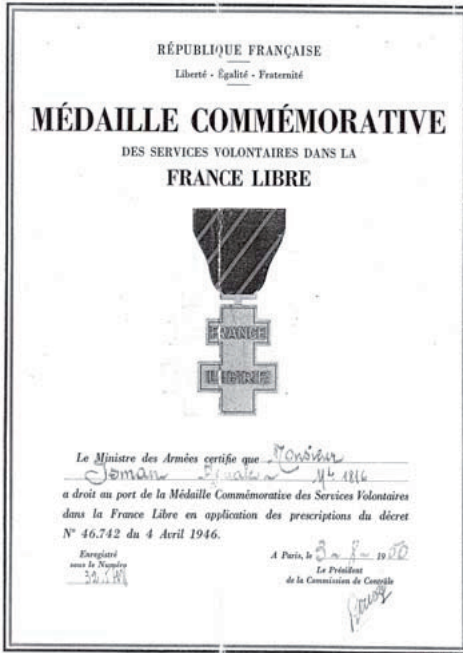 RÉPUBLIQUE FRANÇAISE
Liberté - Égalité - Fraternité
MÉDAILLE COMMÉMORATIVE
DES SERVICES VOLONTAIRES DANS LA
FRANCE LIBRE
FRANCE
LIBRE
Le Ministre des Armées certifie que Monsieur
Osman
a droit au port de la Médaille Commémorative des Services Volontaires
dans la France Libre en application des prescriptions du décret
N° 46.742 du 4 Avril 1946.
Enregistré
sous le Numéro
A Paris, le
Le Président
de la Commission de Contrôle